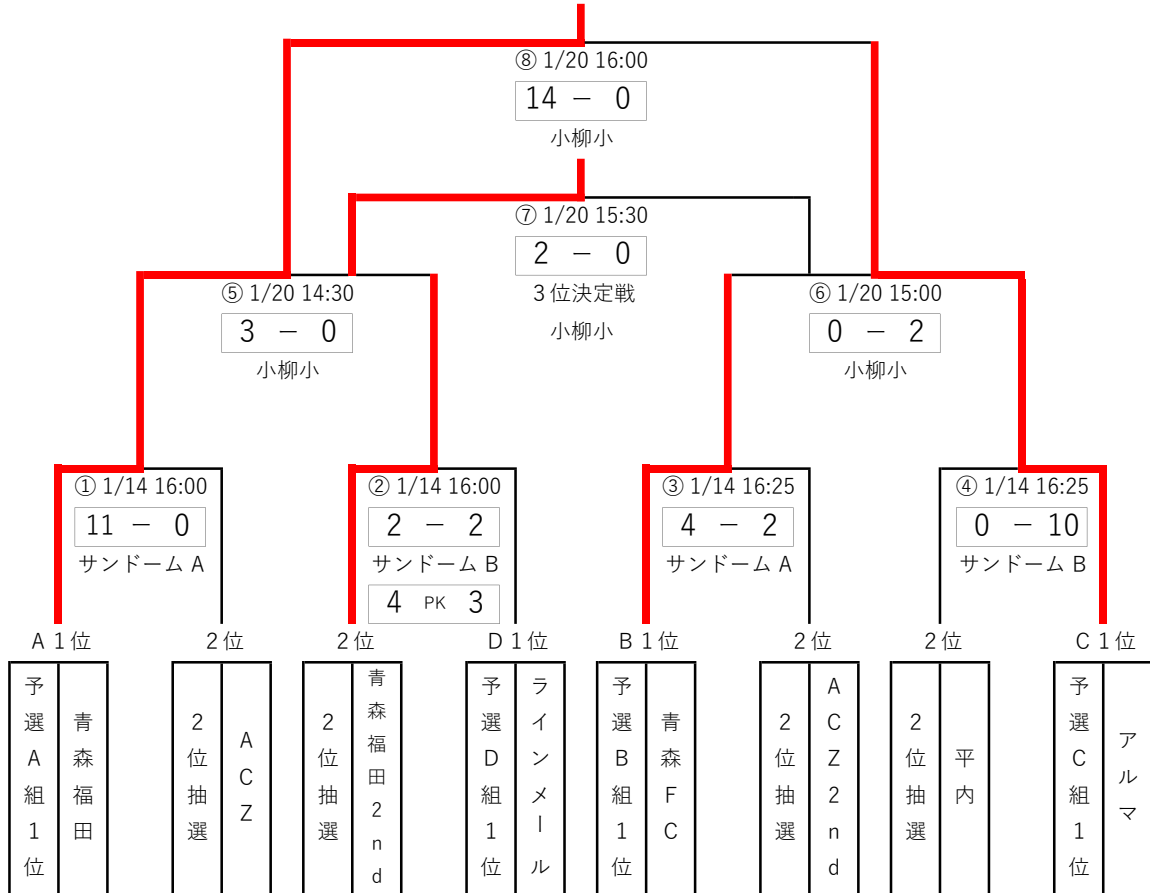 ⑧ 1/20 16:00
14 − 0
小柳小
⑦ 1/20 15:30
2 − 0
3位決定戦
小柳小
⑤ 1/20 14:30
3 − 0
小柳小
⑥ 1/20 15:00
0 − 2
小柳小
① 1/14 16:00
11 − 0
サンドーム A
② 1/14 16:00
2 − 2
サンドーム B
4 PK 3
③ 1/14 16:25
4 − 2
サンドーム A
④ 1/14 16:25
0 − 10
サンドーム B
A 1位
2位
2位
D 1位
B 1位
2位
2位
C 1位
予選A組1位
青森福田
2位抽選
ACZ
2位抽選
青森福田2nd
予選D組1位
ラインメール
予選B組1位
青森FC
2位抽選
ACZ2nd
2位抽選
平内
予選C組1位
アルマ